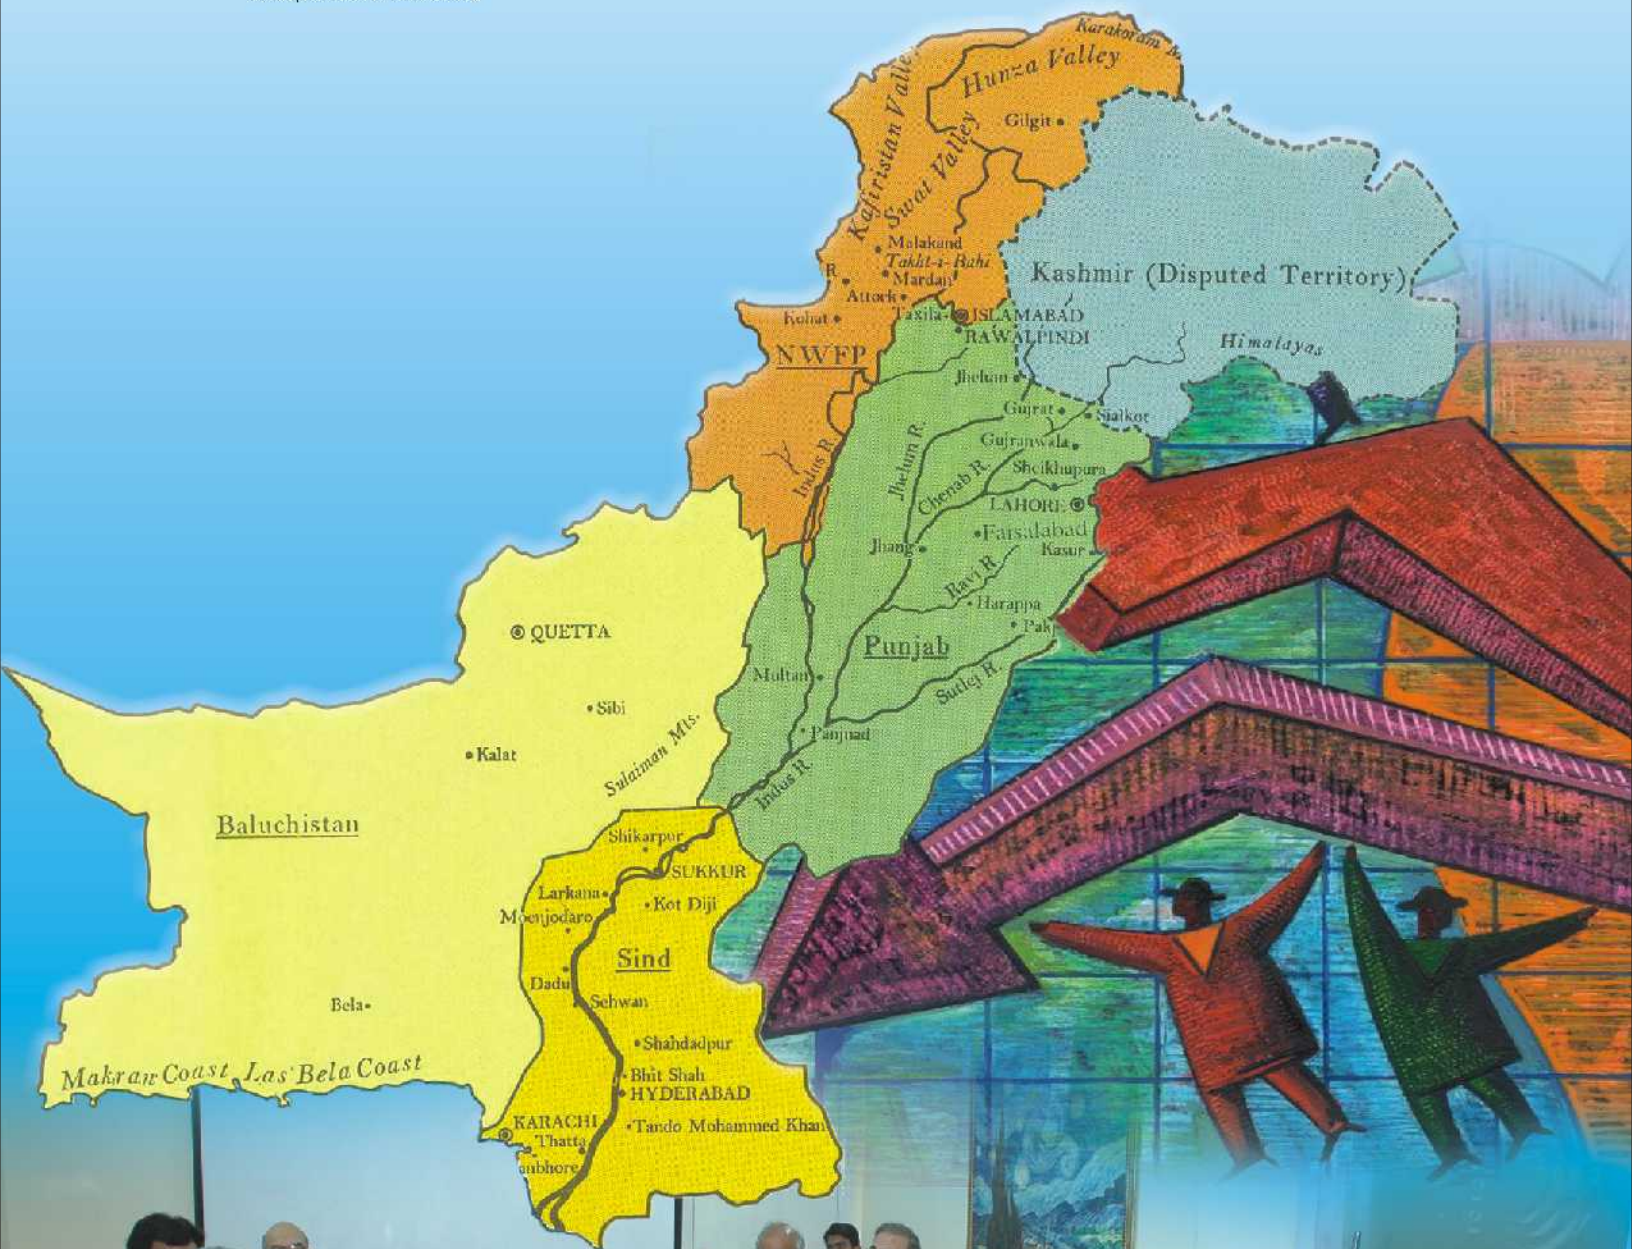 Karakoram
Hunza Valley
Gilgit
Kafiristan Valley
Swat Valley
Malakand
Takht-i-Bahi
Mardan
R
Attock
Kashmir (Disputed Territory)
Taxila
ISLAMABAD
Kohat
RAWALPINDI
Himalayas
NWFP
Jhelum
Gujrat
Sialkot
Gujranwala
Indus R.
Jhelum R.
Chenab R.
Sheikhupura
LAHORE
Faisalabad
Jhang
Kasur
Ravi R
Harappa
Pakj
QUETTA
Punjab
Multan
Sutlej R.
Sibi
Panjnad
Kalat
Sulaiman Mts.
Indus R.
Baluchistan
Shikarpur
SUKKUR
Larkana
Kot Diji
Moenjodaro
Sind
Dadu
Sehwan
Bela
Shahdadpur
Makran Coast Las Bela Coast
Bhit Shah
HYDERABAD
KARACHI
Tando Mohammed Khan
Thatta
anbhore